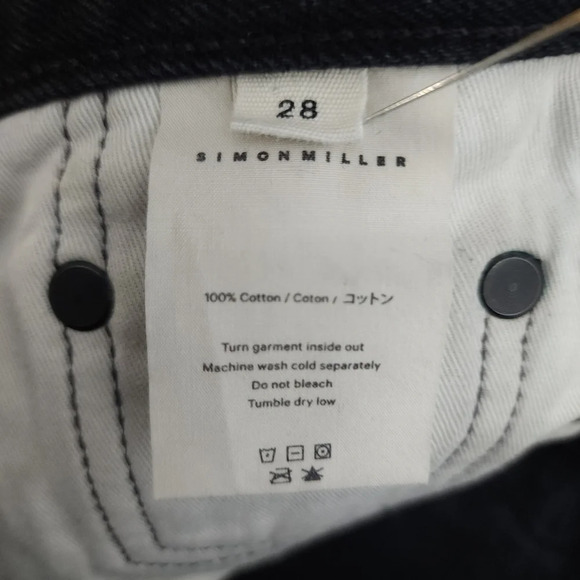 28
SIMONMILLER
100% Cotton / Coton / コットン
Turn garment inside out
Machine wash cold separately
Do not bleach
Tumble dry low